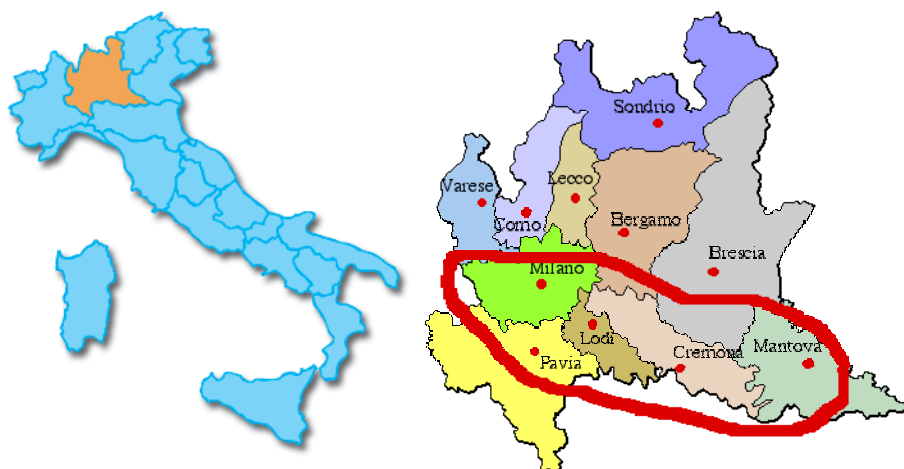 Sondrio
Varese
Lecco
Como
Bergamo
Brescia
Milano
Lodi
Pavia
Cremona
Mantova